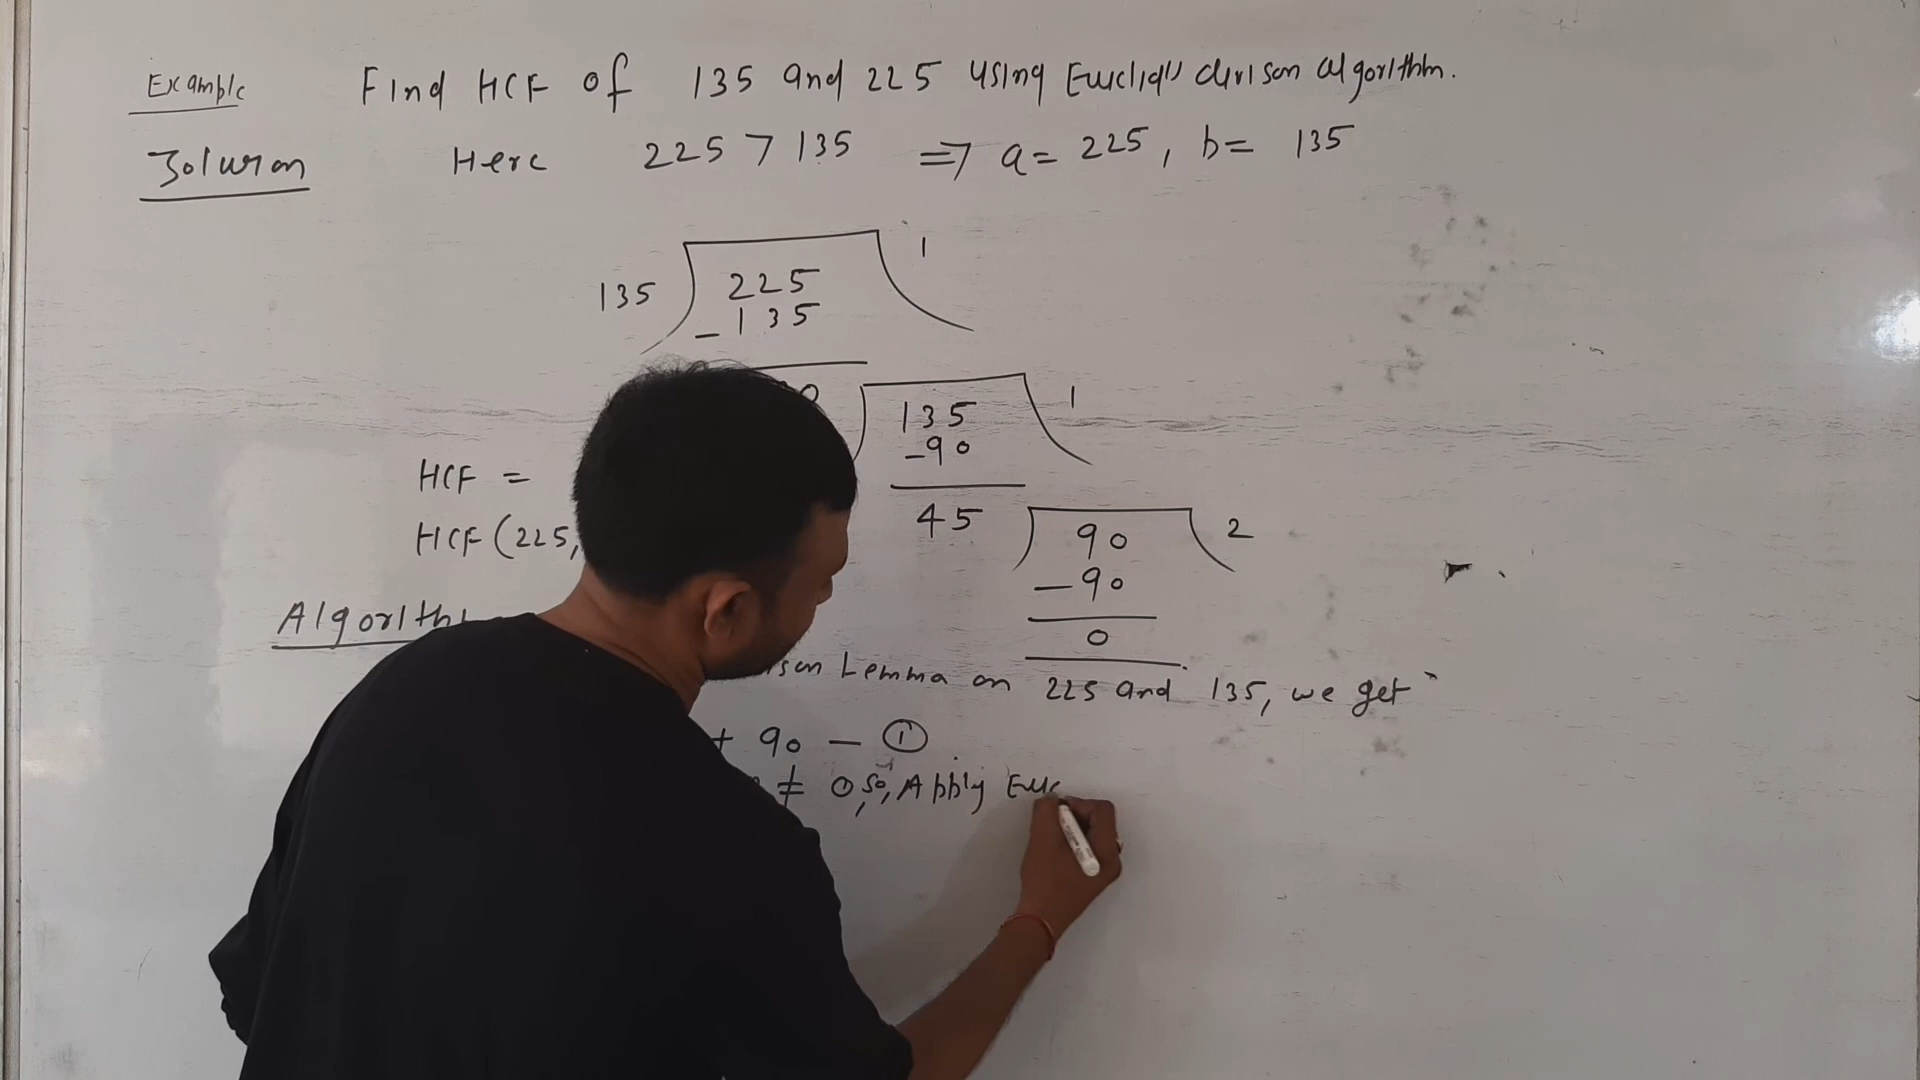 Example Find HCF of 135 and 225 using Euclid's divison algorithm.
Soluton Here 225 > 135 ⇒ a = 225, b = 135
1
135 225
- 135
135 1
- 90
HCF =
45 90 2
HCF (225,
- 90
0
Algorith
Lemma on 225 and 135, we get
+ 90 - ①
≠ 0, so, Apply Euc